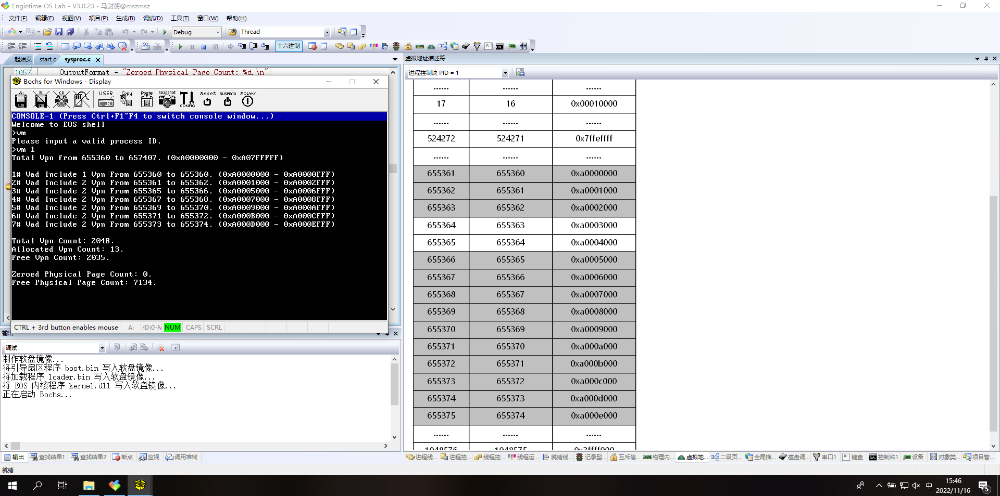 Engintime OS Lab - V3.0.23 - 马澍朝@mszmsz
文件(F) 编辑(E) 视图(V) 项目(P) 生成(B) 调试(D) 工具(T) 窗口(W) 帮助(H)
Debug Thread
十六进制
起始页 start.c sysproc.c
1057 OutputFormat = "Zeroed Physical Page Count: %d.\n";
Bochs for Windows - Display
A: B: CD USER Copy Paste snapshot CONFIG Reset SUSPEND Power
CONSOLE-1 (Press Ctrl+F1~F4 to switch console window...)
Welcome to EOS shell
>vm
Please input a valid process ID.
>vm 1
Total Vpn from 655360 to 657407. (0xA0000000 - 0xA07FFFFF)
1# Vad Include 1 Vpn From 655360 to 655360. (0xA0000000 - 0xA0000FFF)
2# Vad Include 2 Vpn From 655361 to 655362. (0xA0001000 - 0xA0002FFF)
3# Vad Include 2 Vpn From 655365 to 655366. (0xA0005000 - 0xA0006FFF)
4# Vad Include 2 Vpn From 655367 to 655368. (0xA0007000 - 0xA0008FFF)
5# Vad Include 2 Vpn From 655369 to 655370. (0xA0009000 - 0xA000AFFF)
6# Vad Include 2 Vpn From 655371 to 655372. (0xA000B000 - 0xA000CFFF)
7# Vad Include 2 Vpn From 655373 to 655374. (0xA000D000 - 0xA000EFFF)
Total Vpn Count: 2048.
Allocated Vpn Count: 13.
Free Vpn Count: 2035.
Zeroed Physical Page Count: 0.
Free Physical Page Count: 7134.
CTRL + 3rd button enables mouse A: HD:0-M NUM CAPS SCRL
输出
调试
制作软盘镜像...
将引导扇区程序 boot.bin 写入软盘镜像...
将加载程序 loader.bin 写入软盘镜像...
将 EOS 内核程序 kernel.dll 写入软盘镜像...
正在启动 Bochs...
输出 查找结果1 查找结果2 断点 监视 调用堆栈
就绪
虚拟地址描述符
进程控制块 PID = 1
...... ...... ......
17 16 0x00010000
...... ...... ......
524272 524271 0x7ffeffff
...... ...... ......
655361 655360 0xa0000000
655362 655361 0xa0001000
655363 655362 0xa0002000
655364 655363 0xa0003000
655365 655364 0xa0004000
655366 655365 0xa0005000
655367 655366 0xa0006000
655368 655367 0xa0007000
655369 655368 0xa0008000
655370 655369 0xa0009000
655371 655370 0xa000a000
655372 655371 0xa000b000
655373 655372 0xa000c000
655374 655373 0xa000d000
655375 655374 0xa000e000
...... ...... ......
1048576 1048575 0x3ffff000
进程线... 进程控... 线程控... 线程运... 就绪线... 记录型... 互斥信... 物理内... 虚拟地... 二级页... 全局描... 磁盘调... 串口1 键盘 控制台1 设备 对象类... 项目管...
中 15:46
2022/11/16
5